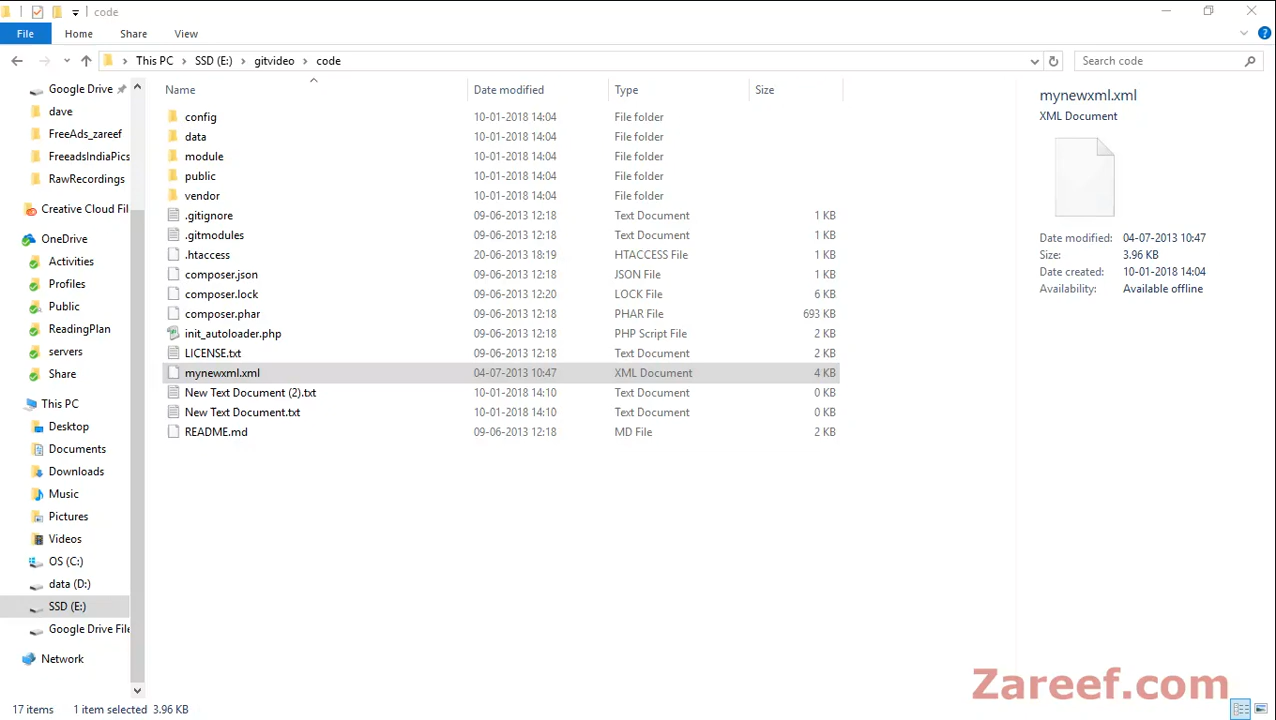 code
File Home Share View
This PC SSD (E:) gitvideo code Search code
Name Date modified Type Size
config 10-01-2018 14:04 File folder
data 10-01-2018 14:04 File folder
module 10-01-2018 14:04 File folder
public 10-01-2018 14:04 File folder
vendor 10-01-2018 14:04 File folder
.gitignore 09-06-2013 12:18 Text Document 1 KB
.gitmodules 09-06-2013 12:18 Text Document 1 KB
.htaccess 20-06-2013 18:19 HTACCESS File 1 KB
composer.json 09-06-2013 12:18 JSON File 1 KB
composer.lock 09-06-2013 12:20 LOCK File 6 KB
composer.phar 09-06-2013 12:18 PHAR File 693 KB
init_autoloader.php 09-06-2013 12:18 PHP Script File 2 KB
LICENSE.txt 09-06-2013 12:18 Text Document 2 KB
mynewxml.xml 04-07-2013 10:47 XML Document 4 KB
New Text Document (2).txt 10-01-2018 14:10 Text Document 0 KB
New Text Document.txt 10-01-2018 14:10 Text Document 0 KB
README.md 09-06-2013 12:18 MD File 2 KB
Google Drive
dave
FreeAds_zareef
FreeadsIndiaPics
RawRecordings
Creative Cloud Fil
OneDrive
Activities
Profiles
Public
ReadingPlan
servers
Share
This PC
Desktop
Documents
Downloads
Music
Pictures
Videos
OS (C:)
data (D:)
SSD (E:)
Google Drive File
Network
mynewxml.xml
XML Document
Date modified: 04-07-2013 10:47
Size: 3.96 KB
Date created: 10-01-2018 14:04
Availability: Available offline
Zareef.com
17 items 1 item selected 3.96 KB